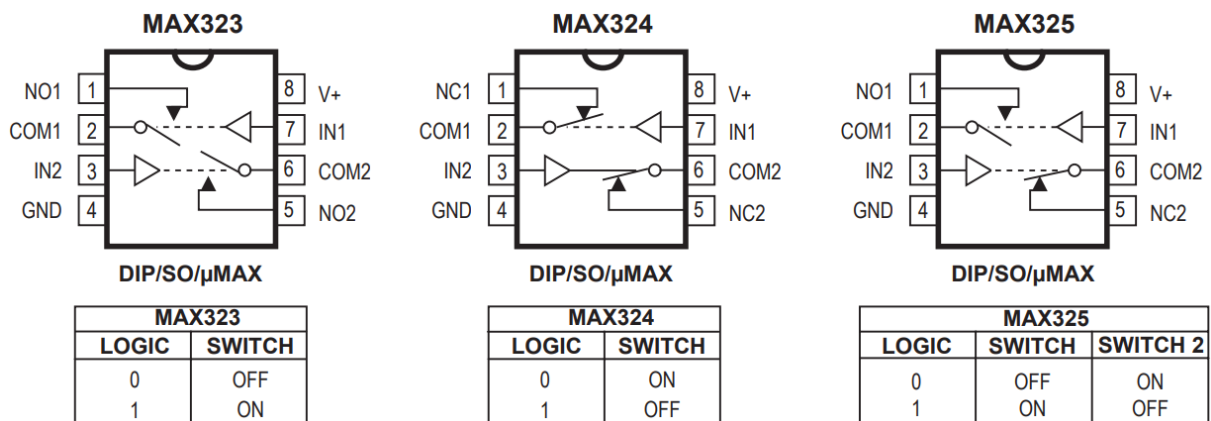 MAX323 MAX324 MAX325
NO1 1 8 V+ NC1 1 8 V+ NO1 1 8 V+
COM1 2 7 IN1 COM1 2 7 IN1 COM1 2 7 IN1
IN2 3 6 COM2 IN2 3 6 COM2 IN2 3 6 COM2
GND 4 5 NO2 GND 4 5 NC2 GND 4 5 NC2
DIP/SO/µMAX DIP/SO/µMAX DIP/SO/µMAX
MAX323 MAX324 MAX325
LOGIC SWITCH LOGIC SWITCH LOGIC SWITCH SWITCH 2
0 OFF 0 ON 0 OFF ON
1 ON 1 OFF 1 ON OFF